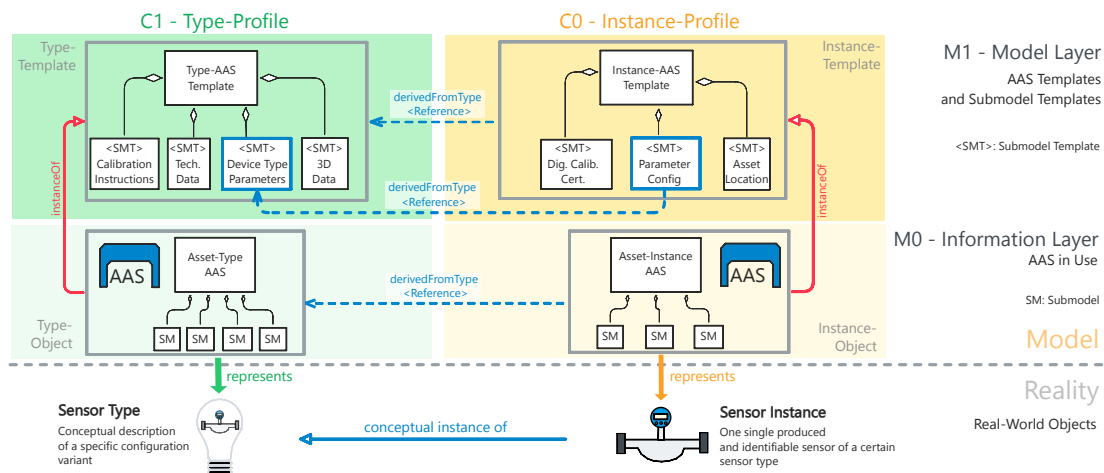 C1 - Type-Profile
C0 - Instance-Profile
Type-
Template
Instance-
Template
M1 - Model Layer
AAS Templates
and Submodel Templates
<SMT>: Submodel Template
Type-AAS
Template
Instance-AAS
Template
derivedFromType
<Reference>
<SMT>
Calibration
Instructions
<SMT>
Tech.
Data
<SMT>
Device Type
Parameters
<SMT>
3D
Data
<SMT>
Dig. Calib.
Cert.
<SMT>
Parameter
Config
<SMT>
Asset
Location
derivedFromType
<Reference>
instanceOf
instanceOf
M0 - Information Layer
AAS in Use
SM: Submodel
AAS
Asset-Type
AAS
Asset-Instance
AAS
AAS
derivedFromType
<Reference>
SM
SM
SM
SM
SM
SM
SM
Type-
Object
Instance-
Object
Model
represents
represents
Reality
Real-World Objects
Sensor Type
Conceptual description
of a specific configuration
variant
conceptual instance of
Sensor Instance
One single produced
and identifiable sensor of a certain
sensor type